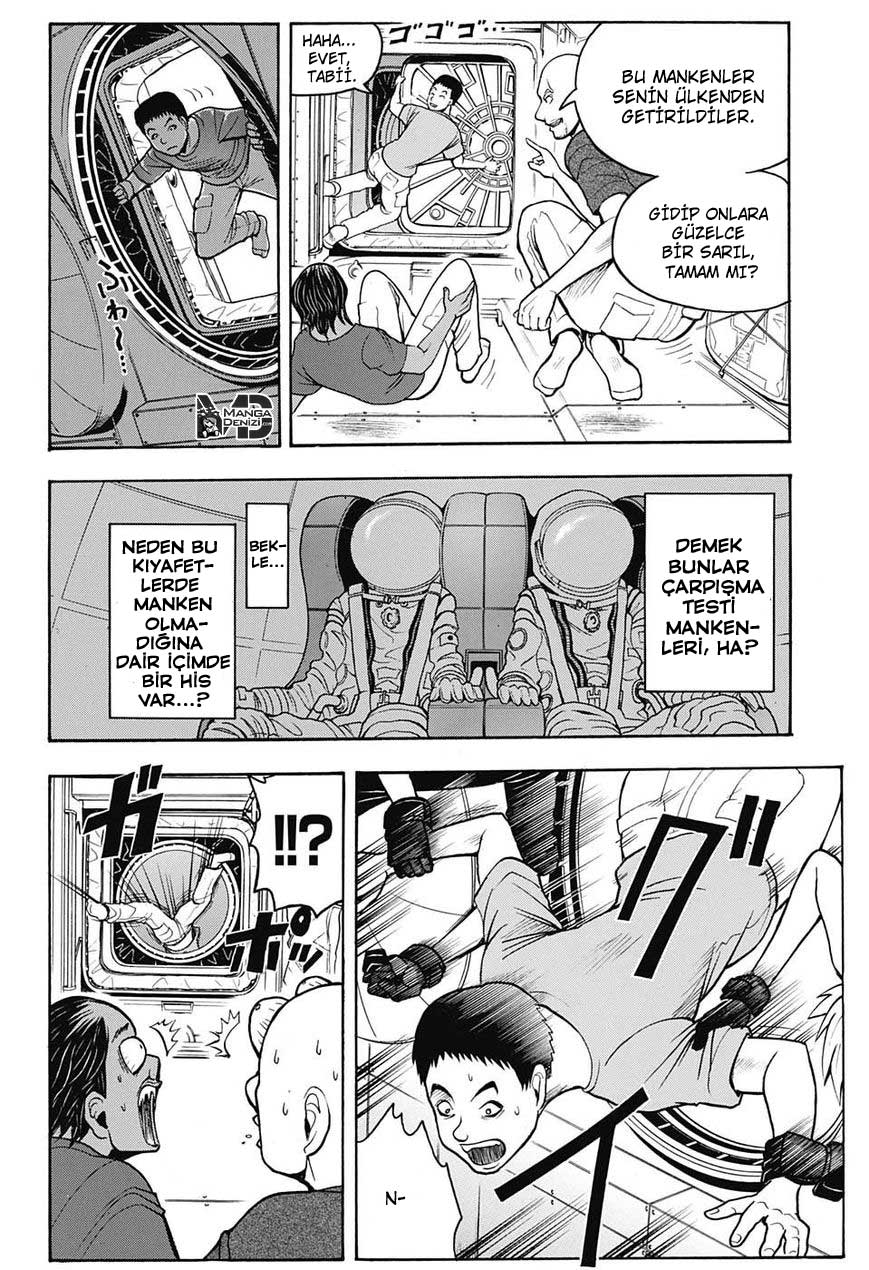 ゴゴゴ...
BU MANKENLER
SENİN ÜLKENDEN
GETİRİLDİLER.
GİDİP ONLARA
GÜZELCE
BİR SARIL,
TAMAM MI?
HAHA...
EVET,
TABİİ.
ふわ〜...
MANGA
DENİZİ
DEMEK
BUNLAR
ÇARPIŞMA
TESTİ
MANKEN-
LERİ, HA?
BEK-
LE...
NEDEN BU
KIYAFET-
LERDE
MANKEN
OLMA-
DIĞINA
DAİR İÇİMDE
BİR HİS
VAR...?
グイ
N-
ガポッ
!!?